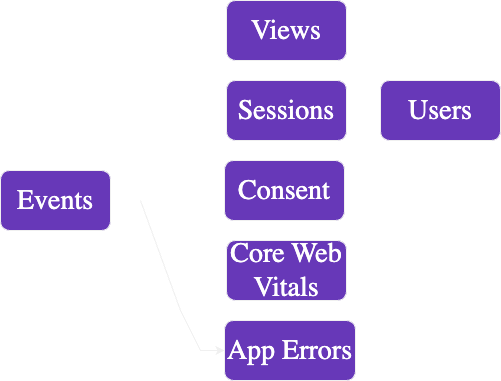 Views
Sessions
Users
Consent
Events
Core Web
Vitals
App Errors